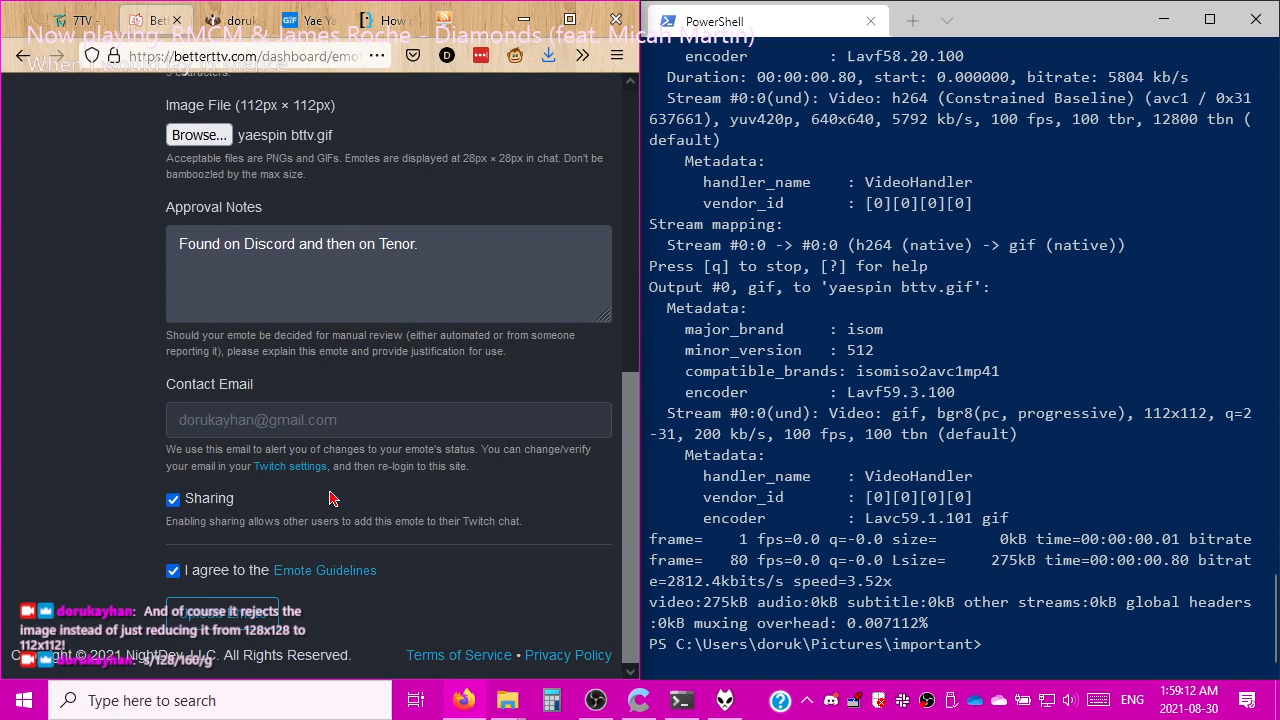 7TV -
Bet
doruk
GIF Yae Ya
How d
PowerShell
Now playing: RMCM & James Roche - Diamonds (feat. Micah Martin)
https://betterttv.com/dashboard/emot
5 characters.
Image File (112px × 112px)
Browse... yaespin bttv.gif
Acceptable files are PNGs and GIFs. Emotes are displayed at 28px × 28px in chat. Don't be
bamboozled by the max size.
Approval Notes
Found on Discord and then on Tenor.
Should your emote be decided for manual review (either automated or from someone
reporting it), please explain this emote and provide justification for use.
Contact Email
dorukayhan@gmail.com
We use this email to alert you of changes to your emote's status. You can change/verify
your email in your Twitch settings, and then re-login to this site.
Sharing
Enabling sharing allows other users to add this emote to their Twitch chat.
I agree to the Emote Guidelines
Upload Emote
dorukayhan: And of course it rejects the
image instead of just reducing it from 128x128 to
112x112!
dorukayhan: s/128/160/g
Copyright © 2021 NightDev, LLC. All Rights Reserved.
Terms of Service • Privacy Policy
encoder : Lavf58.20.100
Duration: 00:00:00.80, start: 0.000000, bitrate: 5804 kb/s
Stream #0:0(und): Video: h264 (Constrained Baseline) (avc1 / 0x31
637661), yuv420p, 640x640, 5792 kb/s, 100 fps, 100 tbr, 12800 tbn (
default)
Metadata:
handler_name : VideoHandler
vendor_id : [0][0][0][0]
Stream mapping:
Stream #0:0 -> #0:0 (h264 (native) -> gif (native))
Press [q] to stop, [?] for help
Output #0, gif, to 'yaespin bttv.gif':
Metadata:
major_brand : isom
minor_version : 512
compatible_brands: isomiso2avc1mp41
encoder : Lavf59.3.100
Stream #0:0(und): Video: gif, bgr8(pc, progressive), 112x112, q=2
-31, 200 kb/s, 100 fps, 100 tbn (default)
Metadata:
handler_name : VideoHandler
vendor_id : [0][0][0][0]
encoder : Lavc59.1.101 gif
frame= 1 fps=0.0 q=-0.0 size= 0kB time=00:00:00.01 bitrate
frame= 80 fps=0.0 q=-0.0 Lsize= 275kB time=00:00:00.80 bitrat
e=2812.4kbits/s speed=3.52x
video:275kB audio:0kB subtitle:0kB other streams:0kB global headers
:0kB muxing overhead: 0.007112%
PS C:\Users\doruk\Pictures\important>
Type here to search
ENG
1:59:12 AM
2021-08-30